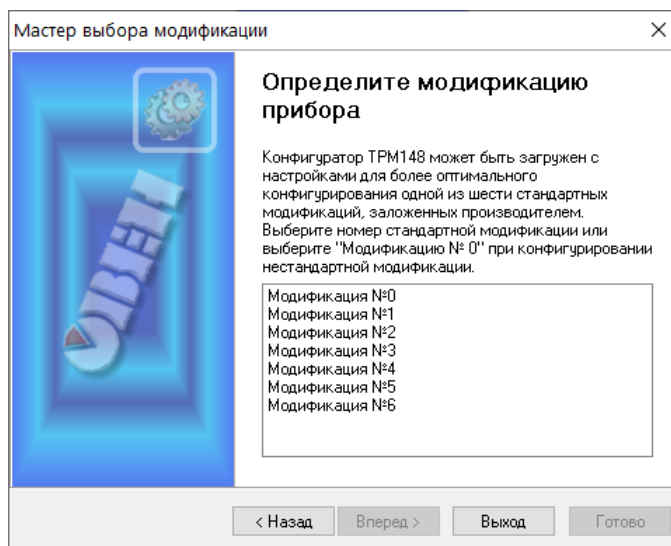 Мастер выбора модификации
ОВЕН
Определите модификацию
прибора
Конфигуратор ТРМ148 может быть загружен с
настройками для более оптимального
конфигурирования одной из шести стандартных
модификаций, заложенных производителем.
Выберите номер стандартной модификации или
выберите "Модификацию № 0" при конфигурировании
нестандартной модификации.
Модификация №0
Модификация №1
Модификация №2
Модификация №3
Модификация №4
Модификация №5
Модификация №6
< Назад
Вперед >
Выход
Готово